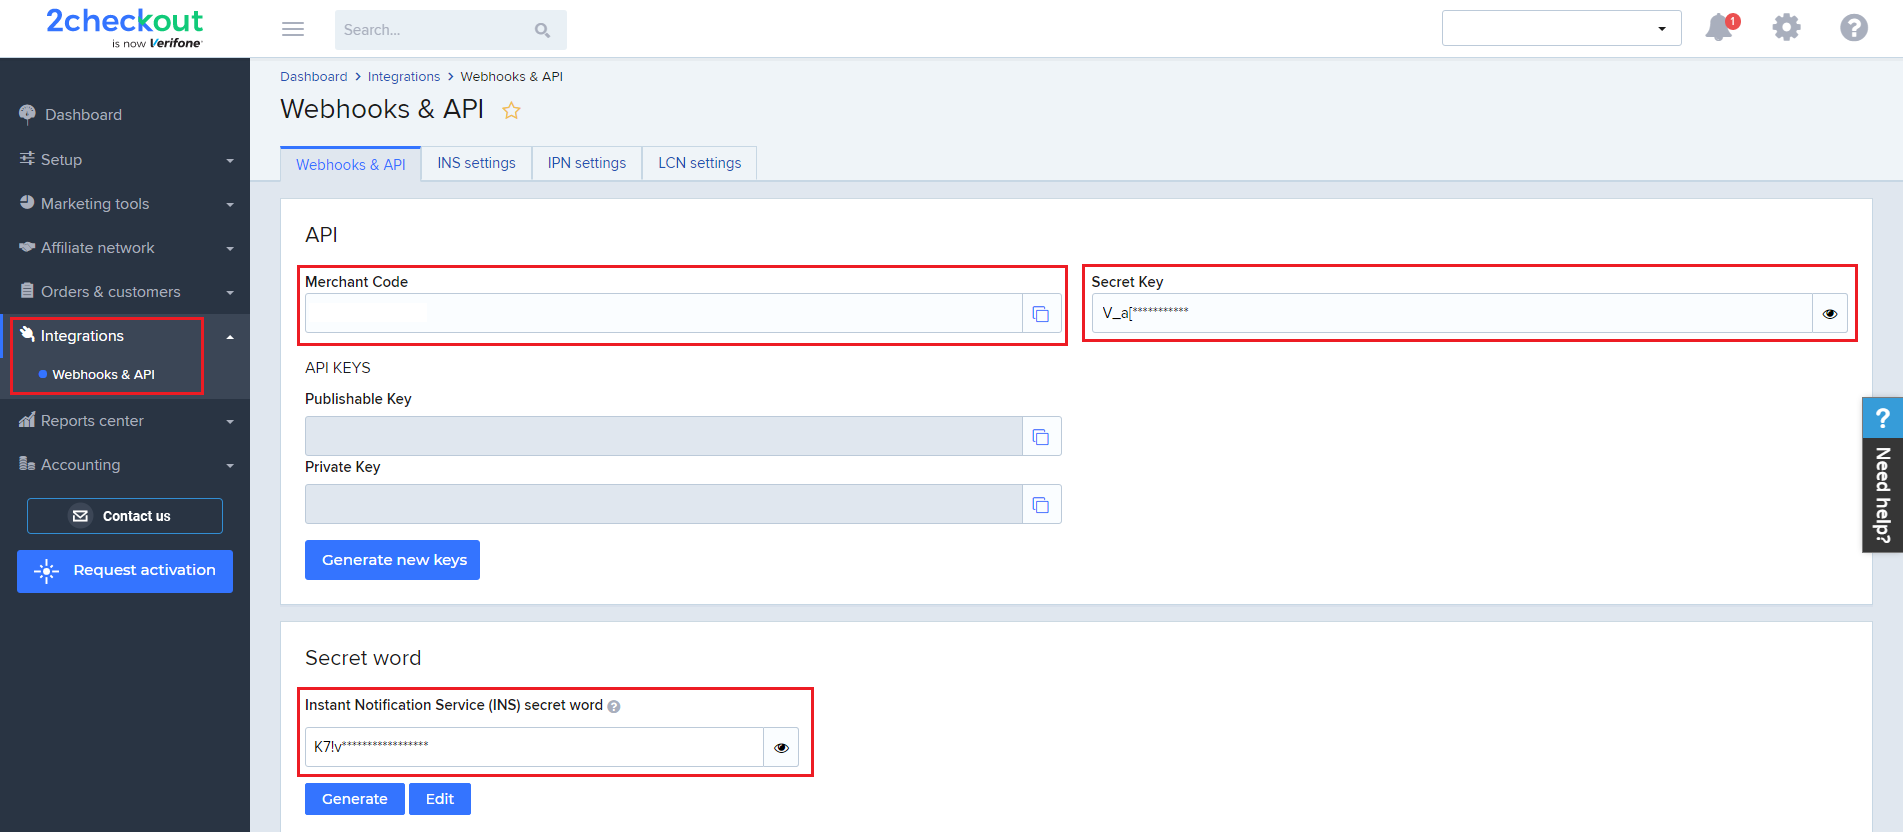 2checkout
is now Verifone
Search...
1
Dashboard > Integrations > Webhooks & API
Webhooks & API
Dashboard
Setup
Marketing tools
Affiliate network
Orders & customers
Integrations
Webhooks & API
Reports center
Accounting
Contact us
Request activation
Webhooks & API
INS settings
IPN settings
LCN settings
API
Merchant Code
Secret Key
V_a[***********
API KEYS
Publishable Key
Private Key
Generate new keys
Secret word
Instant Notification Service (INS) secret word ?
K7!v*****************
Generate
Edit
?
Need help?